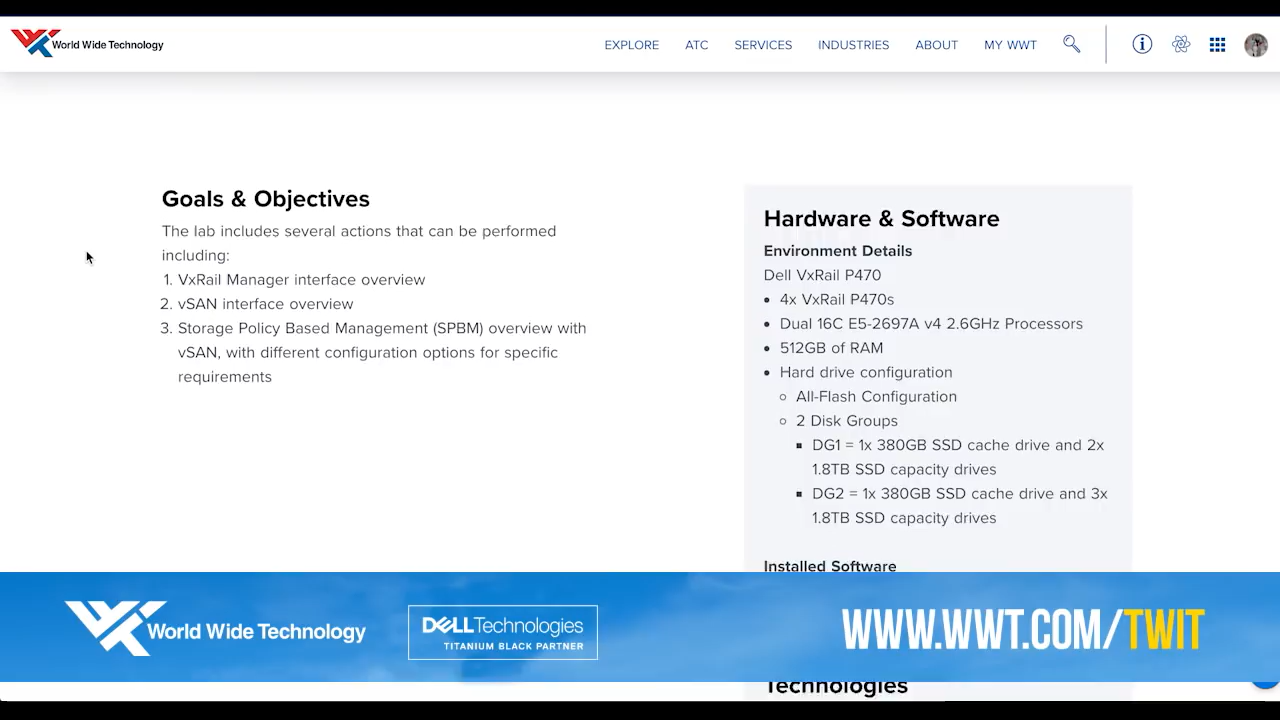 World Wide Technology
EXPLORE ATC SERVICES INDUSTRIES ABOUT MY WWT
Goals & Objectives
The lab includes several actions that can be performed
including:
1. VxRail Manager interface overview
2. vSAN interface overview
3. Storage Policy Based Management (SPBM) overview with
vSAN, with different configuration options for specific
requirements
Hardware & Software
Environment Details
Dell VxRail P470
• 4x VxRail P470s
• Dual 16C E5-2697A v4 2.6GHz Processors
• 512GB of RAM
• Hard drive configuration
○ All-Flash Configuration
○ 2 Disk Groups
▪ DG1 = 1x 380GB SSD cache drive and 2x
1.8TB SSD capacity drives
▪ DG2 = 1x 380GB SSD cache drive and 3x
1.8TB SSD capacity drives
Installed Software
World Wide Technology
DELLTechnologies
TITANIUM BLACK PARTNER
WWW.WWT.COM/TWIT
Technologies